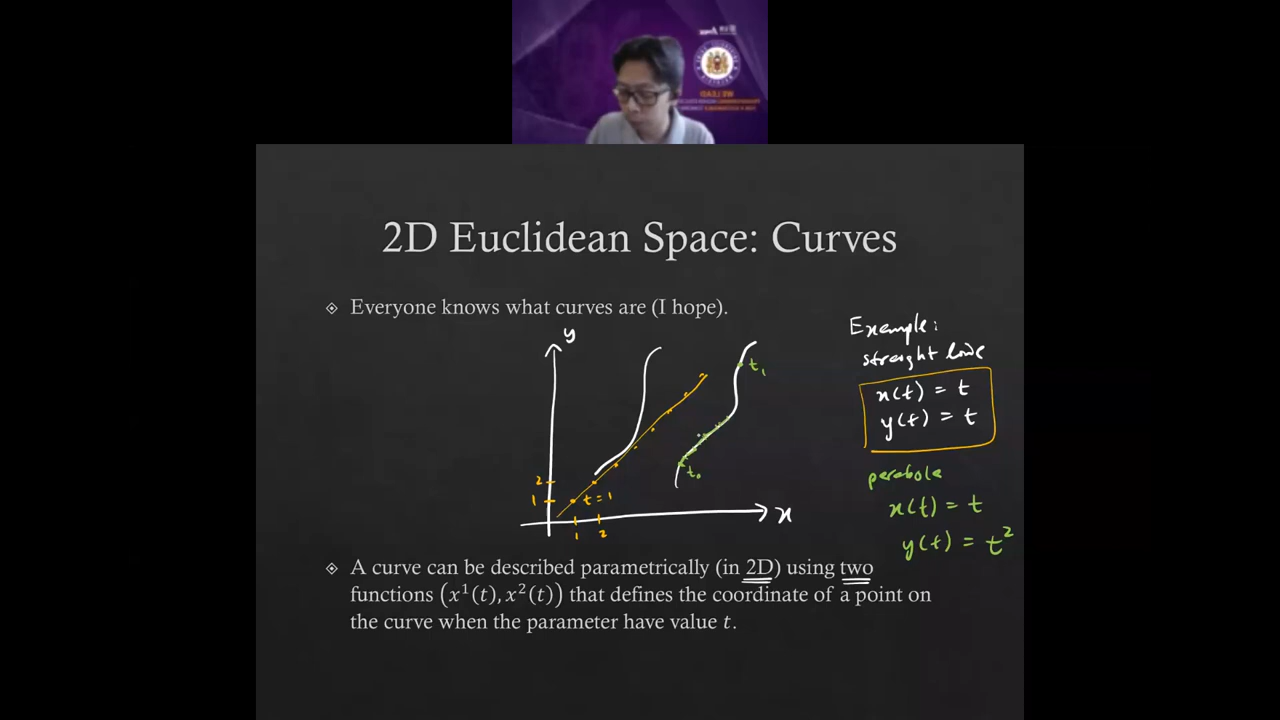 WE LEAD
2D Euclidean Space: Curves
Everyone knows what curves are (I hope).
y
Example:
straight line
x(t) = t
y(t) = t
t₁
t₀
parabola
x(t) = t
y(t) = t²
2
1
t=1
1 2
x
A curve can be described parametrically (in 2D) using two
functions (x¹(t), x²(t)) that defines the coordinate of a point on
the curve when the parameter have value t.